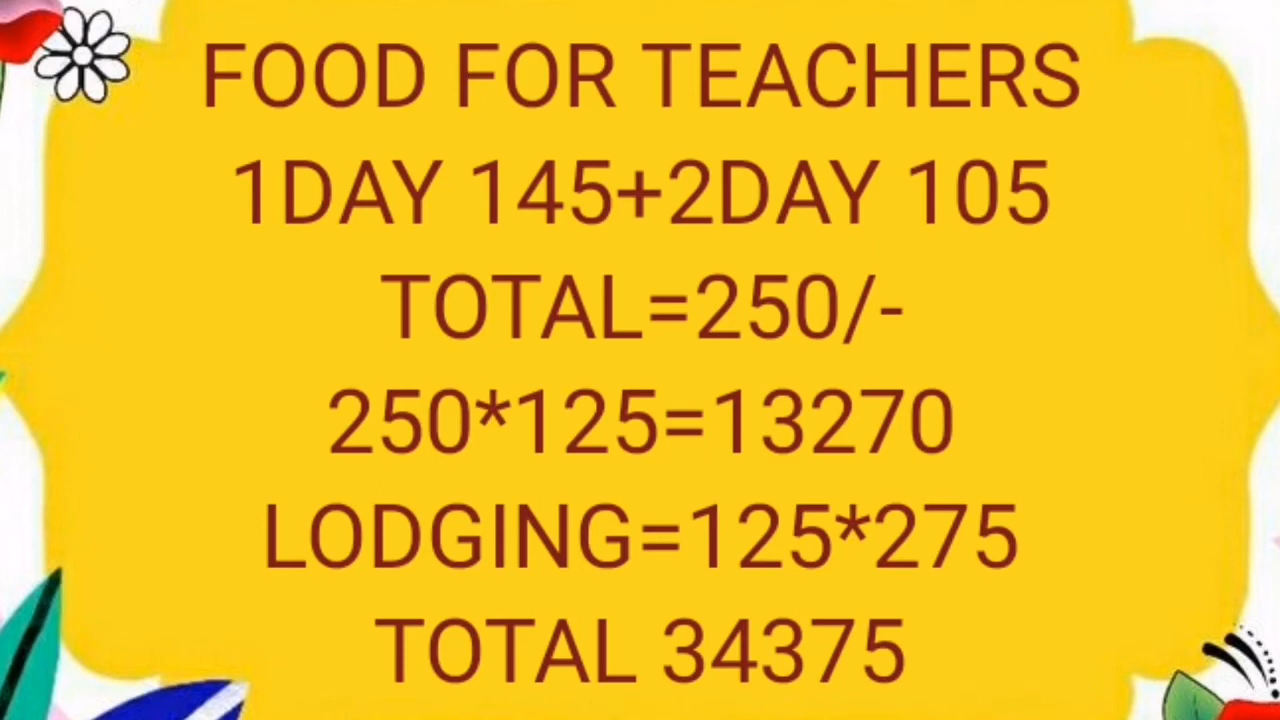 FOOD FOR TEACHERS
1DAY 145+2DAY 105
TOTAL=250/-
250*125=13270
LODGING=125*275
TOTAL 34375